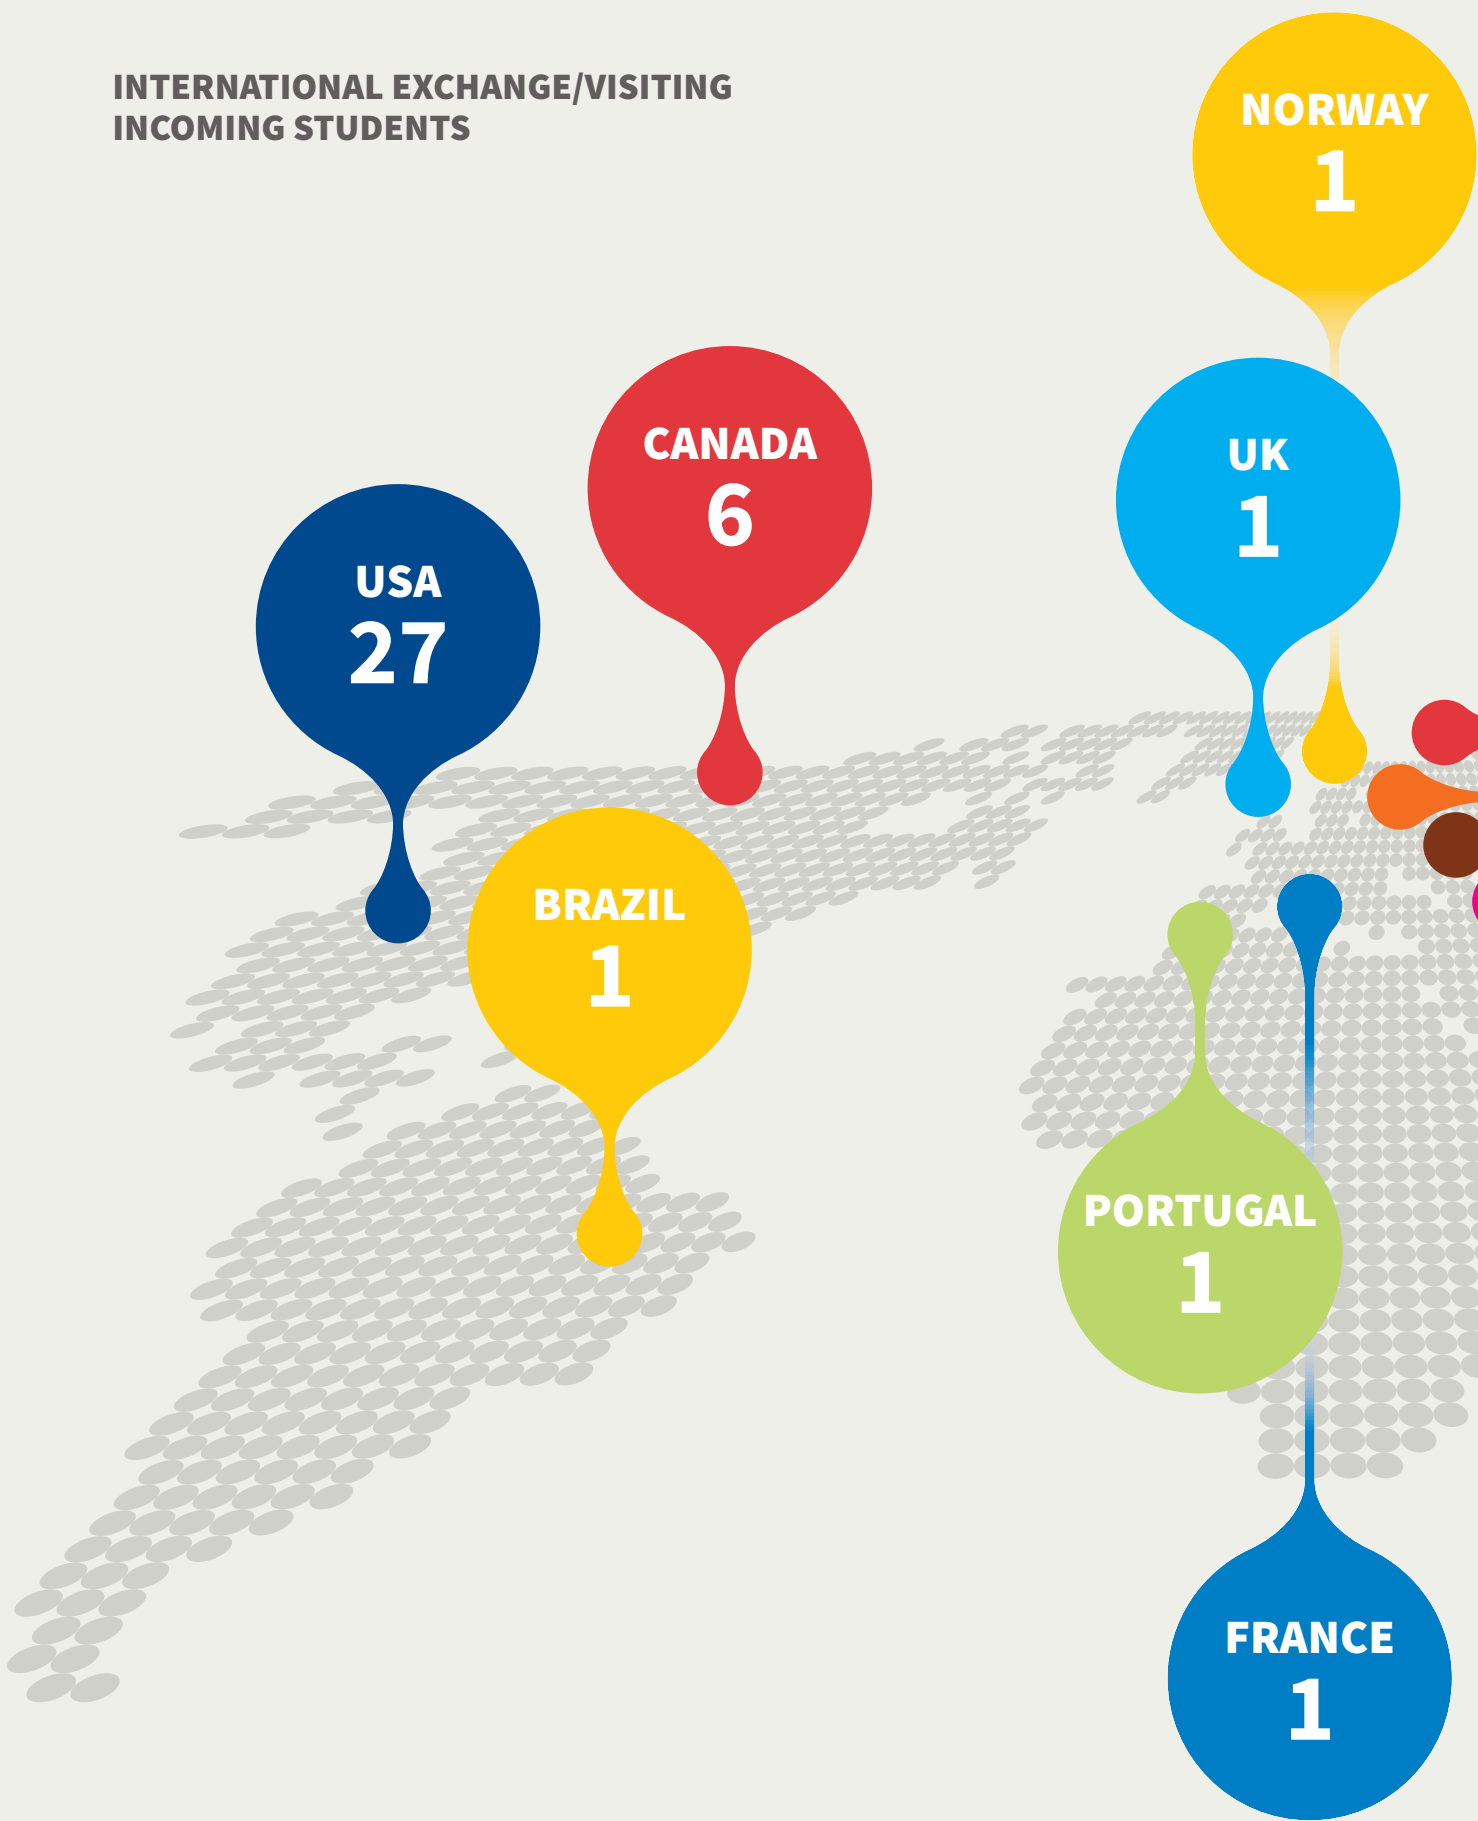 INTERNATIONAL EXCHANGE/VISITING
INCOMING STUDENTS
NORWAY
1
CANADA
6
UK
1
USA
27
BRAZIL
1
PORTUGAL
1
FRANCE
1